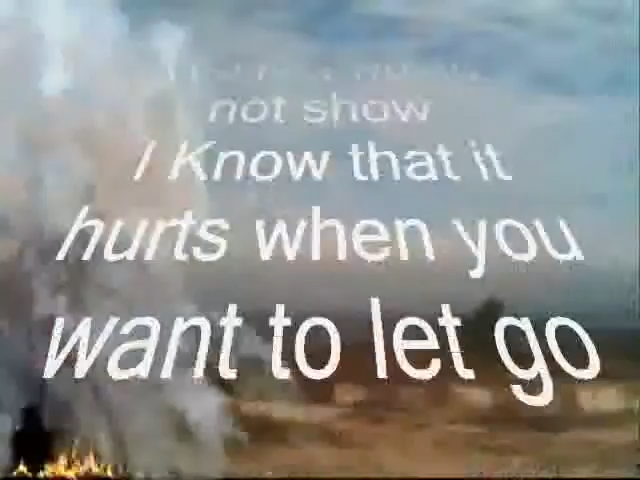 not show
I Know that it
hurts when you
want to let go